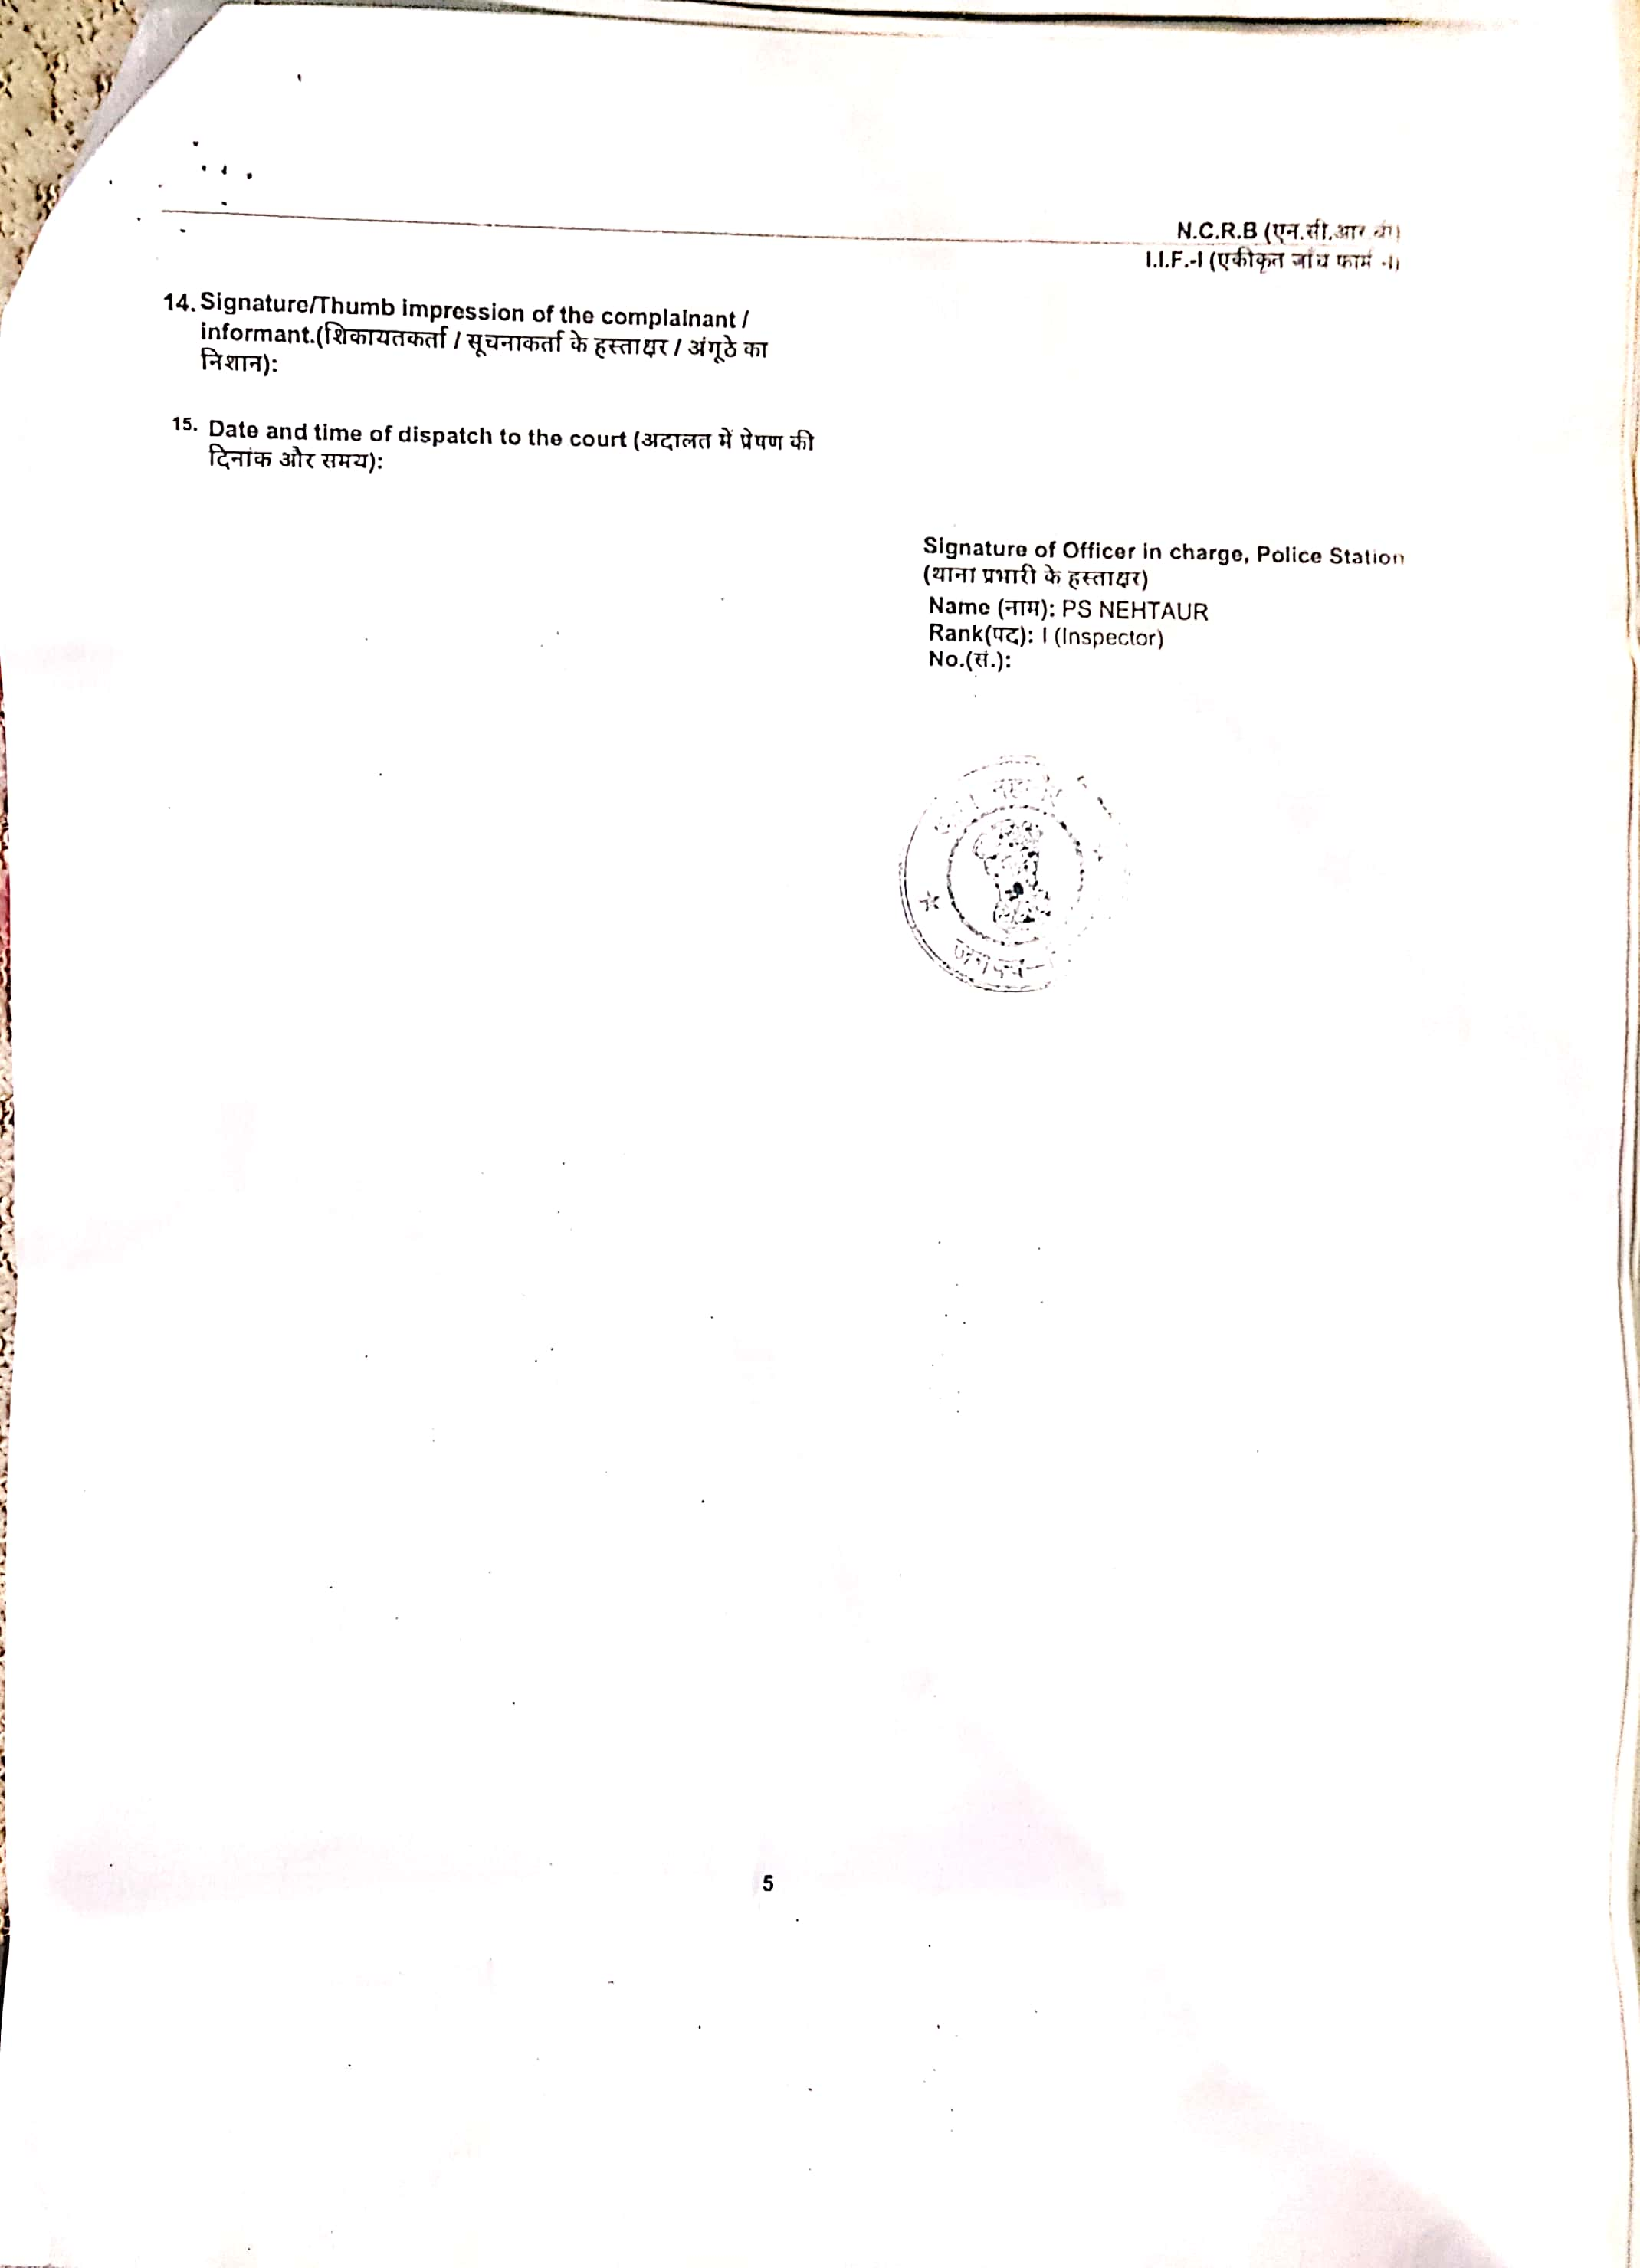 N.C.R.B (एन.सी.आर बी)
I.I.F.-I (एकीकृत जाँच फार्म -I)
14. Signature/Thumb impression of the complainant /
informant.(शिकायतकर्ता / सूचनाकर्ता के हस्ताक्षर / अंगूठे का
निशान):
15. Date and time of dispatch to the court (अदालत में प्रेषण की
दिनांक और समय):
Signature of Officer in charge, Police Station
(थाना प्रभारी के हस्ताक्षर)
Name (नाम): PS NEHTAUR
Rank(पद): I (Inspector)
No.(सं.):
5